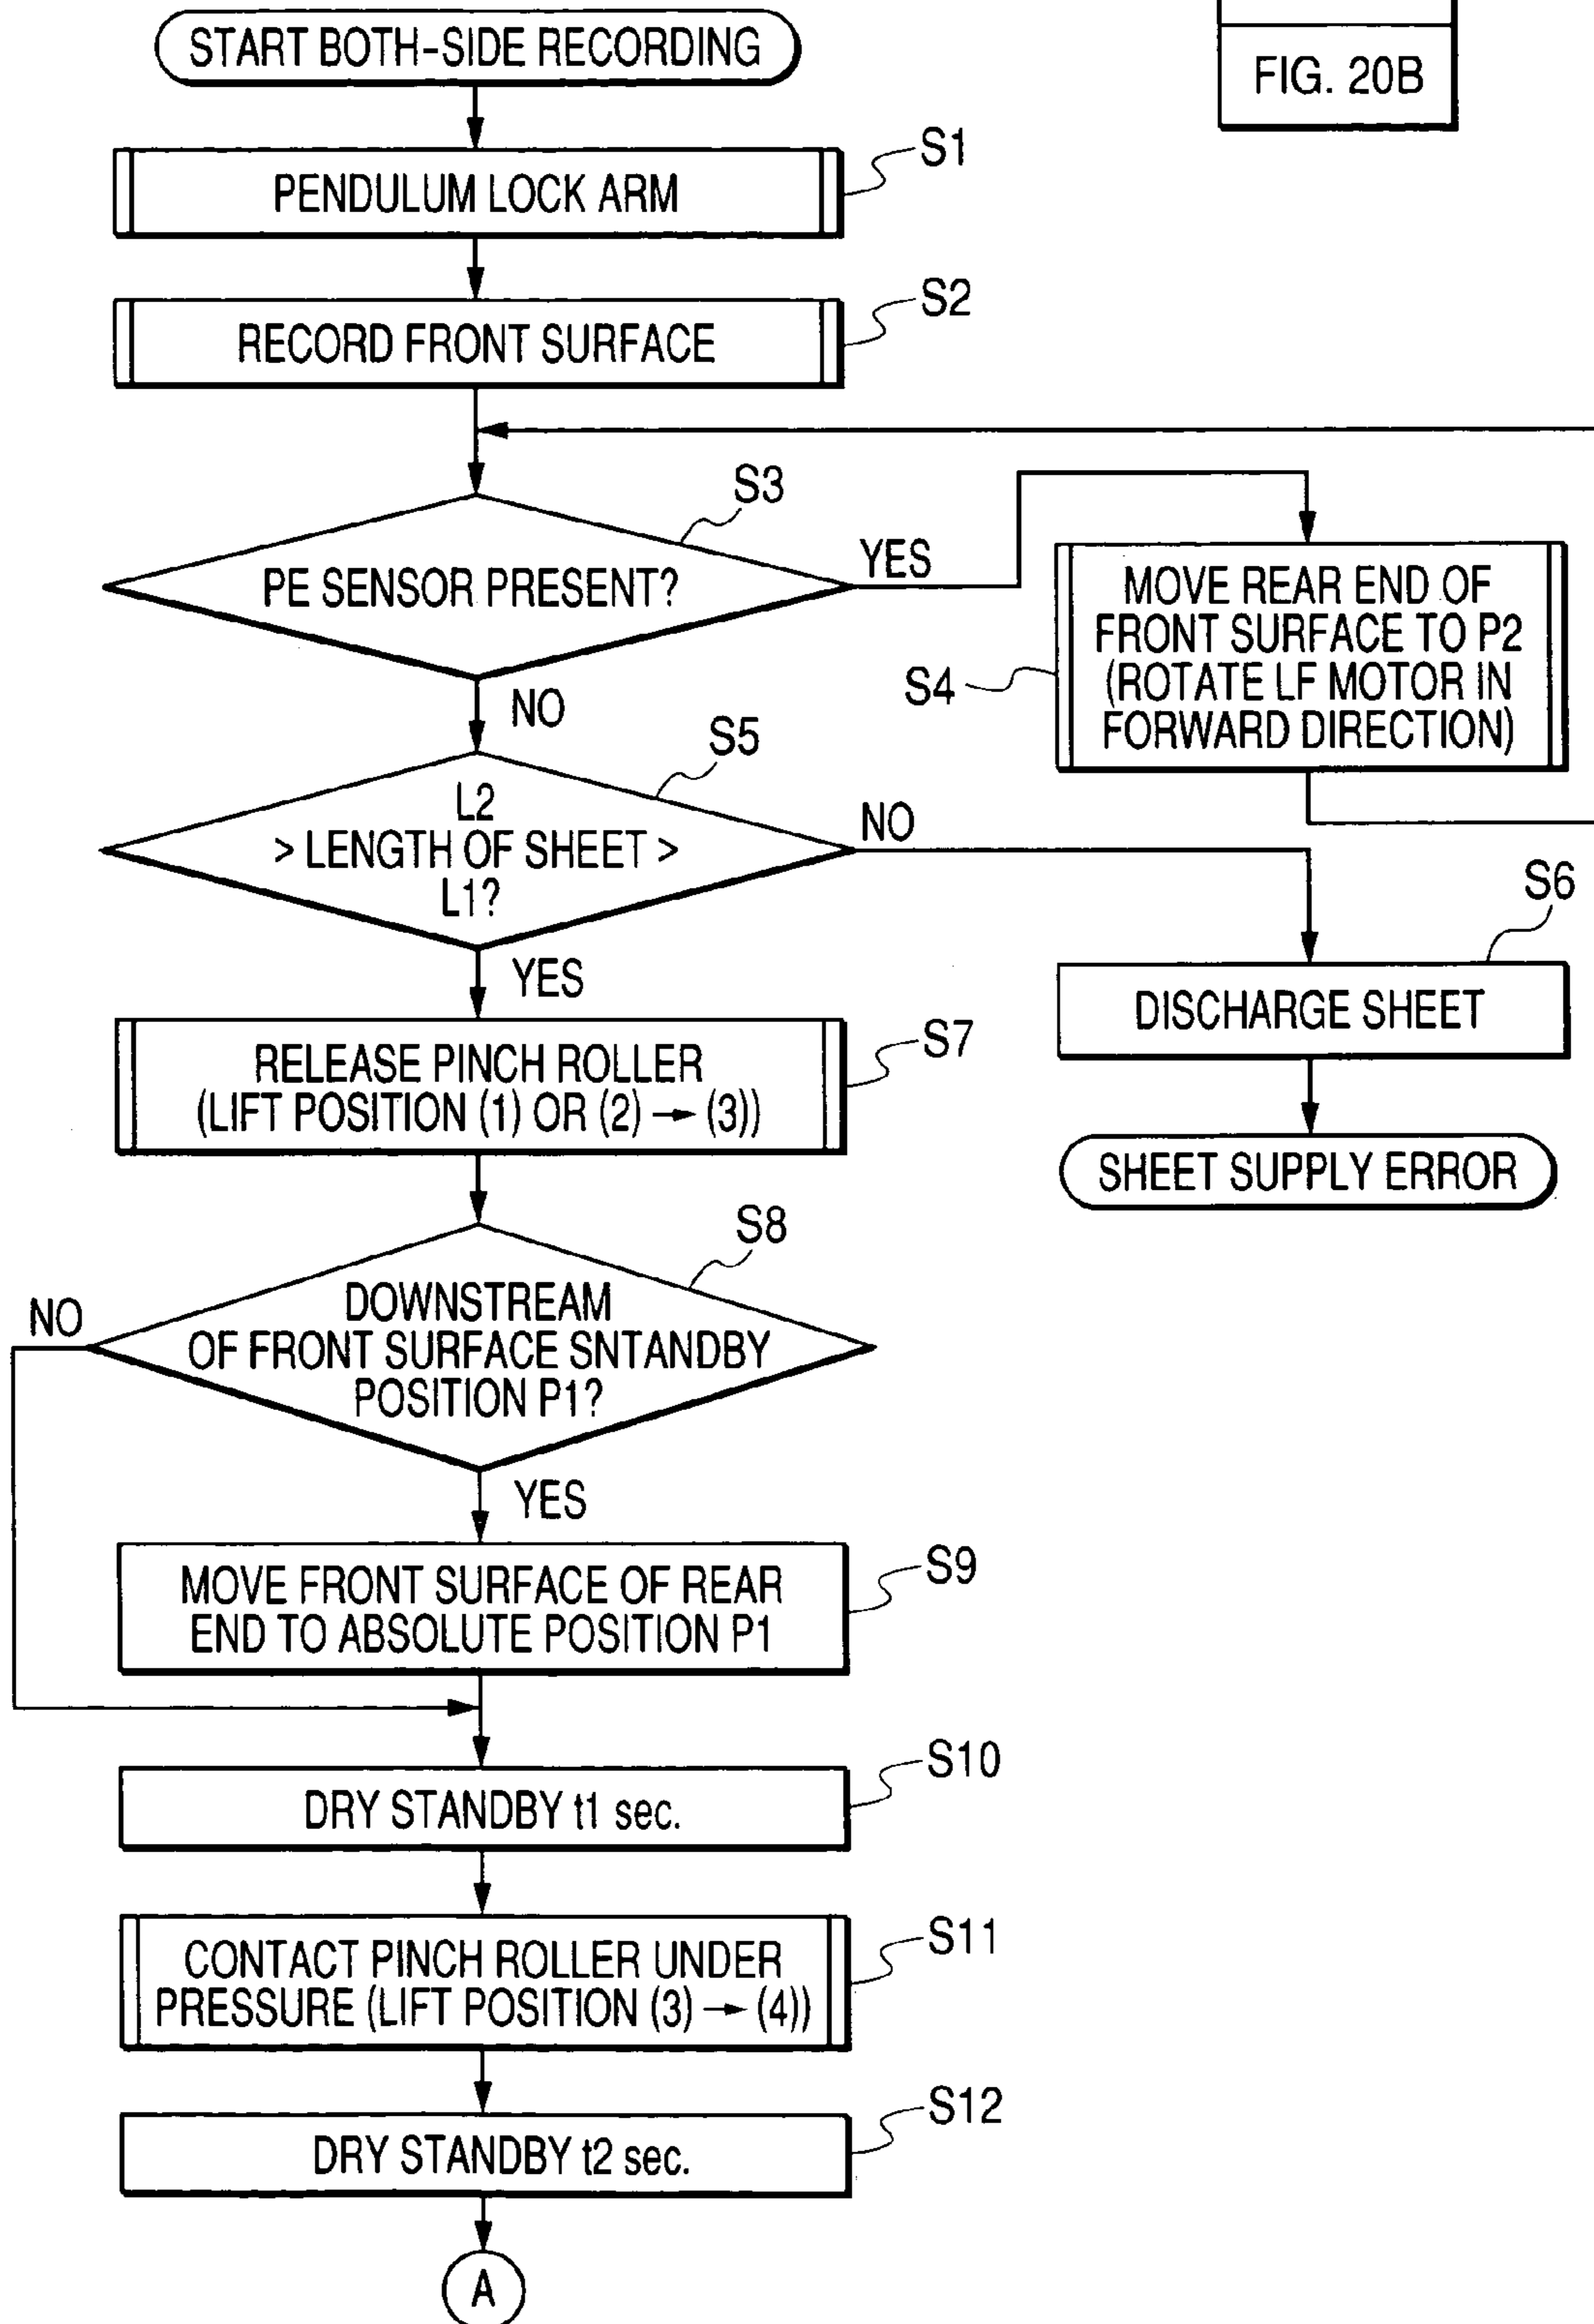 START BOTH-SIDE RECORDING
FIG. 20B
S1
PENDULUM LOCK ARM
S2
RECORD FRONT SURFACE
S3
PE SENSOR PRESENT?
YES
NO
S4
MOVE REAR END OF
FRONT SURFACE TO P2
(ROTATE LF MOTOR IN
FORWARD DIRECTION)
S5
L2
> LENGTH OF SHEET >
L1?
NO
YES
S6
DISCHARGE SHEET
SHEET SUPPLY ERROR
S7
RELEASE PINCH ROLLER
(LIFT POSITION (1) OR (2) → (3))
S8
DOWNSTREAM
OF FRONT SURFACE SNTANDBY
POSITION P1?
NO
YES
S9
MOVE FRONT SURFACE OF REAR
END TO ABSOLUTE POSITION P1
S10
DRY STANDBY t1 sec.
S11
CONTACT PINCH ROLLER UNDER
PRESSURE (LIFT POSITION (3) → (4))
S12
DRY STANDBY t2 sec.
A